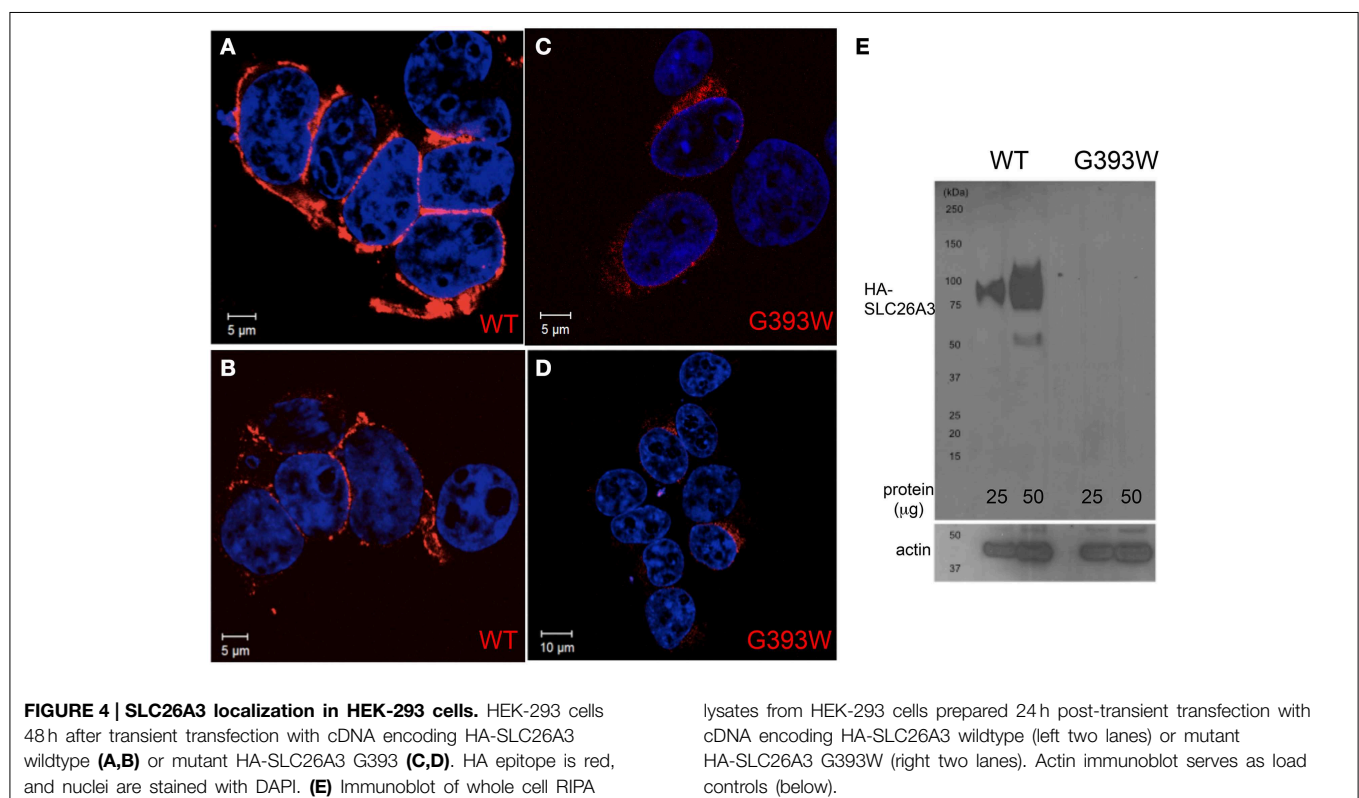 A
WT
5 µm
B
WT
5 µm
C
G393W
5 µm
D
G393W
10 µm
E
WT G393W
(kDa)
250
150
100
75
50
37
25
20
15
HA-
SLC26A3
protein
(µg)
25 50 25 50
50
actin
37
FIGURE 4 | SLC26A3 localization in HEK-293 cells. HEK-293 cells
48 h after transient transfection with cDNA encoding HA-SLC26A3
wildtype (A,B) or mutant HA-SLC26A3 G393 (C,D). HA epitope is red,
and nuclei are stained with DAPI. (E) Immunoblot of whole cell RIPA
lysates from HEK-293 cells prepared 24 h post-transient transfection with
cDNA encoding HA-SLC26A3 wildtype (left two lanes) or mutant
HA-SLC26A3 G393W (right two lanes). Actin immunoblot serves as load
controls (below).